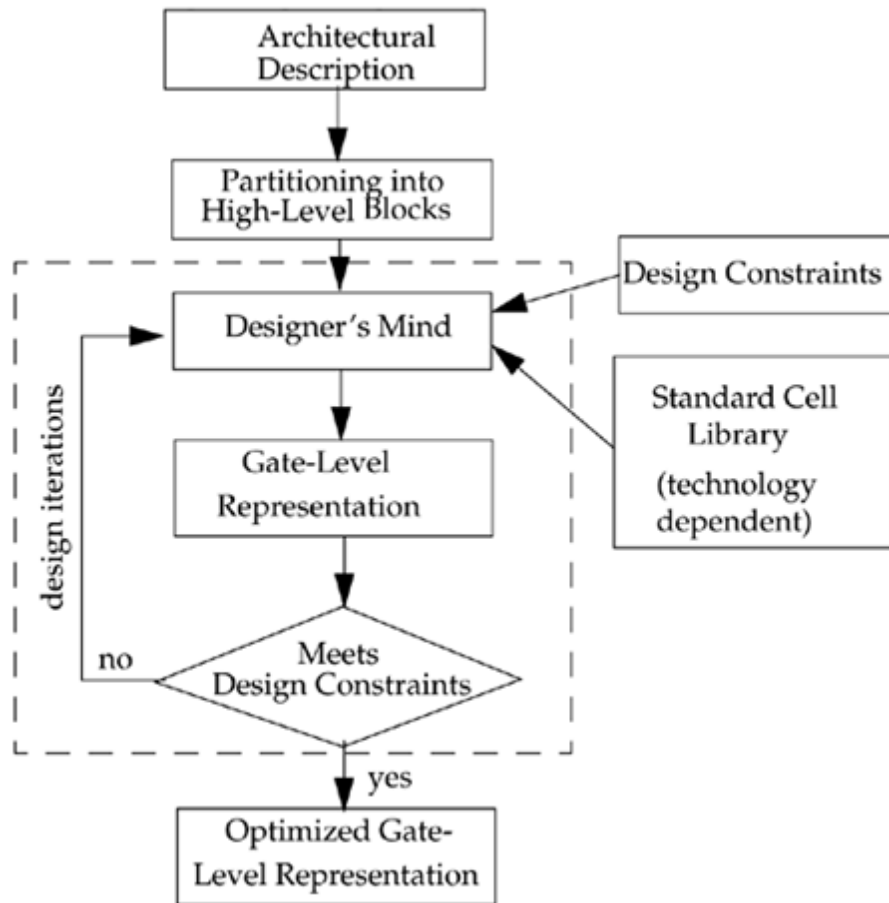 Architectural
Description
Partitioning into
High-Level Blocks
Designer's Mind
Design Constraints
Standard Cell
Library
(technology
dependent)
Gate-Level
Representation
design iterations
no
Meets
Design Constraints
yes
Optimized Gate-
Level Representation